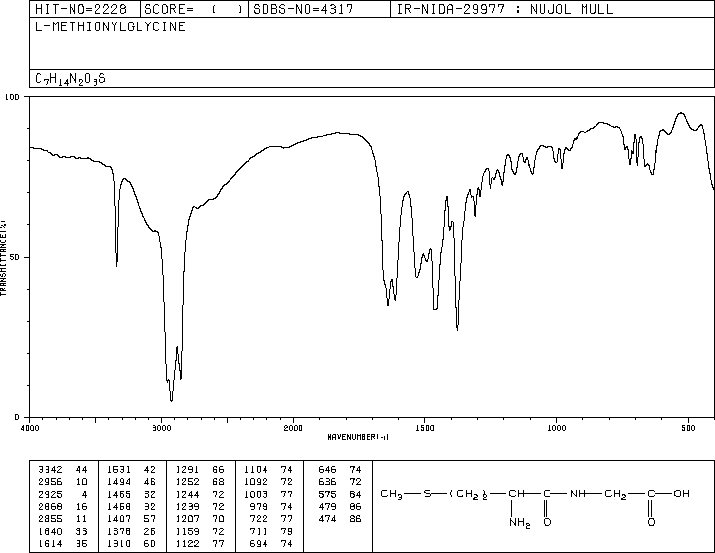 HIT-NO=2228 SCORE= ( ) SDBS-NO=4317 IR-NIDA-29977 : NUJOL MULL
L-METHIONYLGLYCINE
C7H14N2O3S
100
50
0
TRANSMITTANCE(%)
4000 3000 2000 1500 1000 500
WAVENUMBER(-1)
3342 44 1531 42 1291 66 1104 74 646 74
2956 10 1494 46 1252 68 1092 72 636 72
2925 4 1465 32 1244 72 1003 77 575 84
2868 16 1458 32 1239 72 979 74 479 86
2855 11 1407 57 1207 70 722 77 474 86
1640 33 1378 26 1159 72 711 79
1614 35 1310 60 1122 77 694 74
CH3 S (CH2)2 CH C NH CH2 C OH
NH2 O O